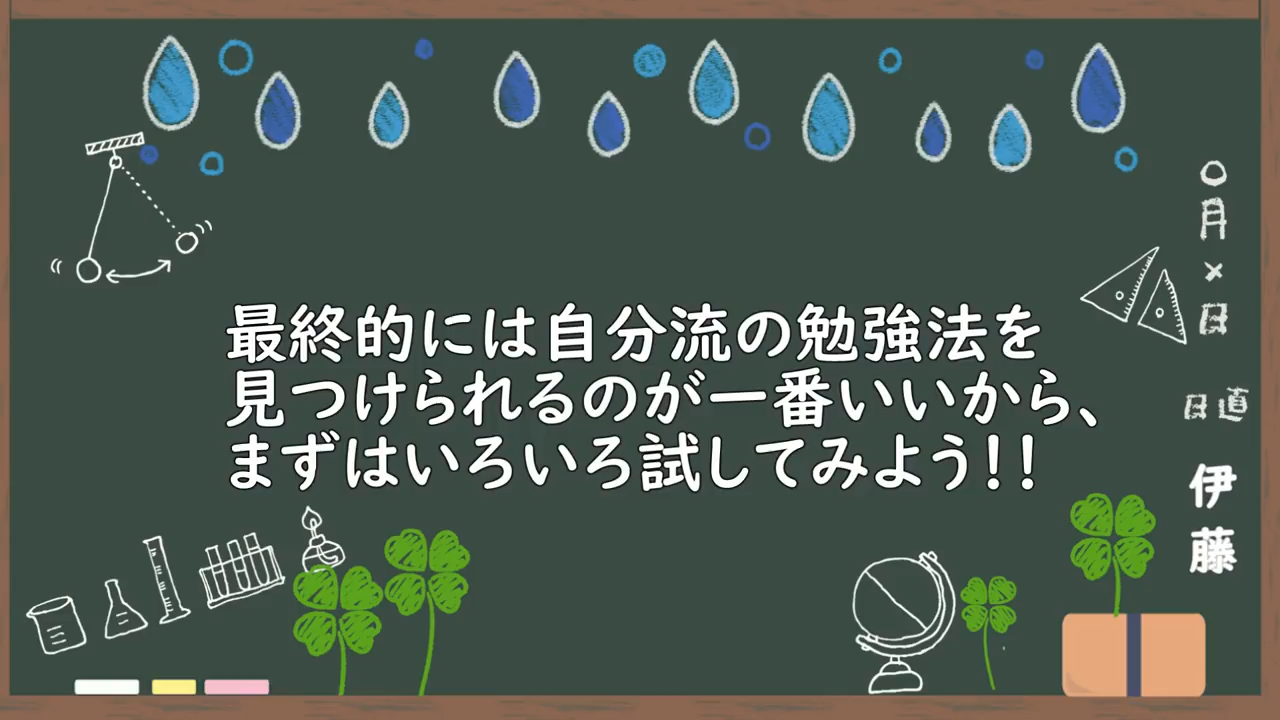 最終的には自分流の勉強法を
見つけられるのが一番いいから、
まずはいろいろ試してみよう!!
〇月×日
日直
伊藤